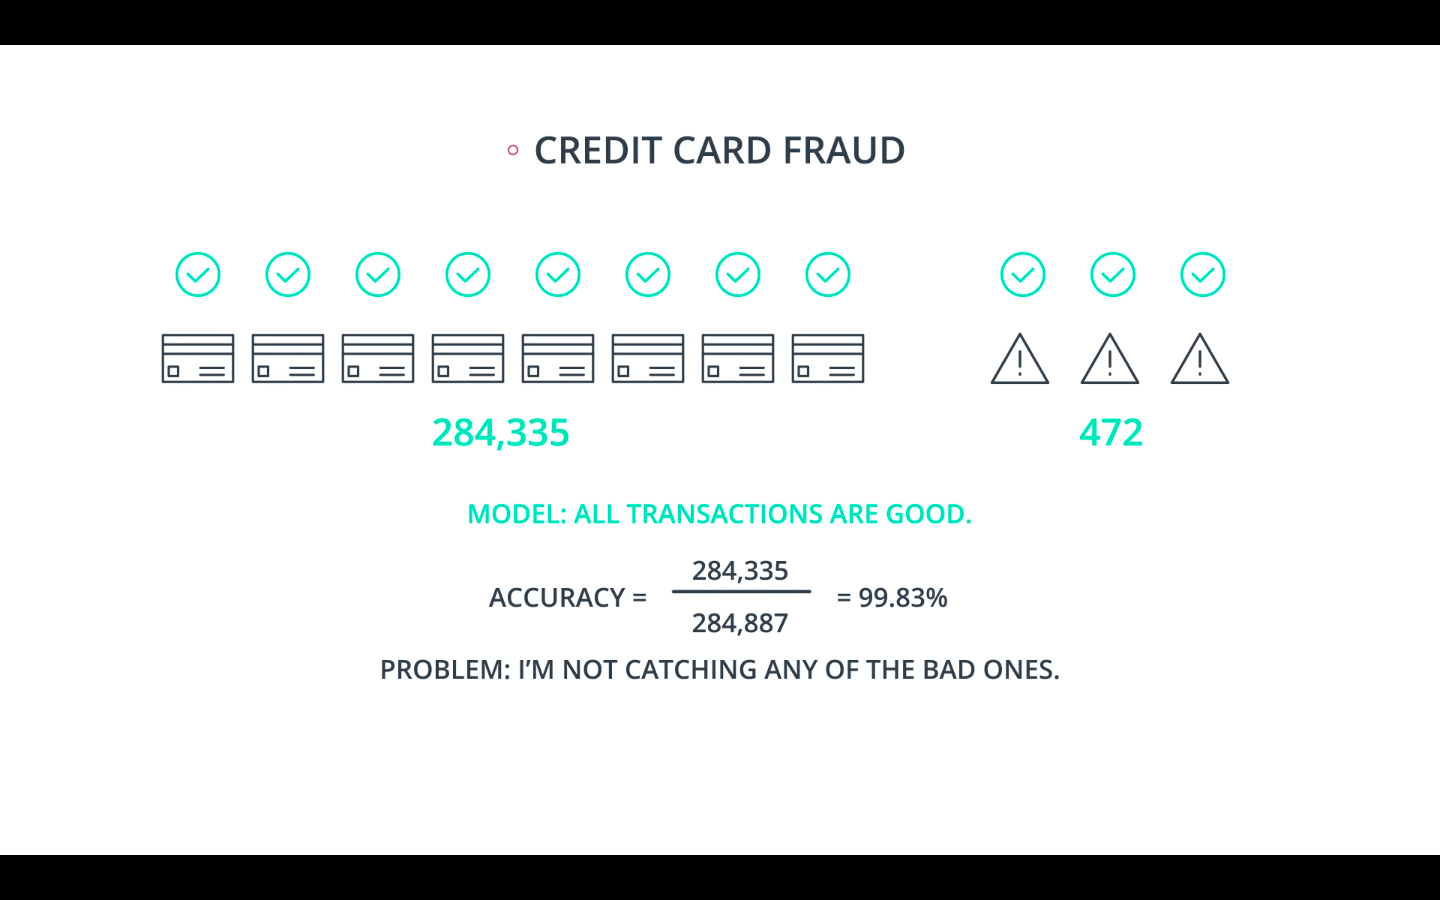 CREDIT CARD FRAUD
284,335
472
MODEL: ALL TRANSACTIONS ARE GOOD.
ACCURACY = 284,335 / 284,887 = 99.83%
PROBLEM: I'M NOT CATCHING ANY OF THE BAD ONES.